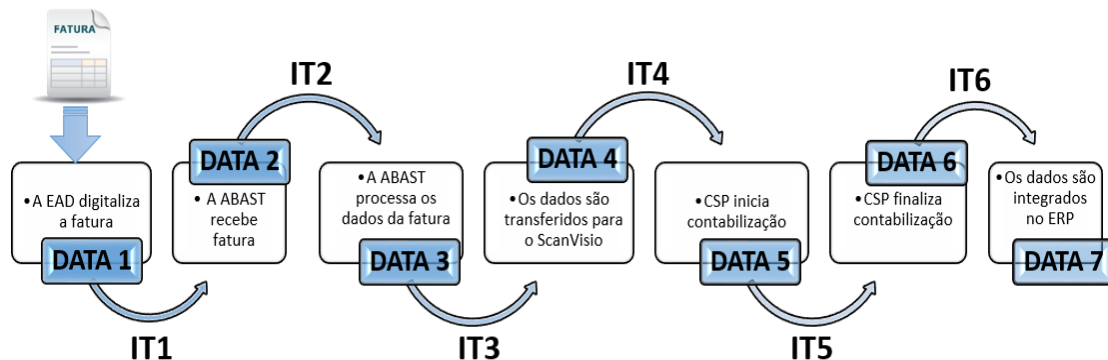 FATURA
IT2
IT4
IT6
DATA 2
DATA 4
DATA 6
•A EAD digitaliza
a fatura
DATA 1
• A ABAST
recebe
fatura
•A ABAST
processa os
dados da fatura
DATA 3
• Os dados são
transferidos para
o ScanVisio
• CSP inicia
contabilização
DATA 5
• CSP finaliza
contabilização
•Os dados são
integrados
no ERP
DATA 7
IT1
IT3
IT5